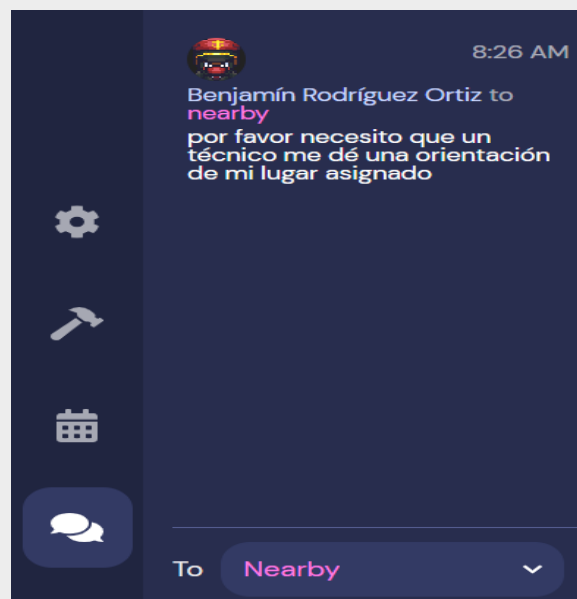 8:26 AM
Benjamín Rodríguez Ortiz to
nearby
por favor necesito que un
técnico me dé una orientación
de mi lugar asignado
To Nearby